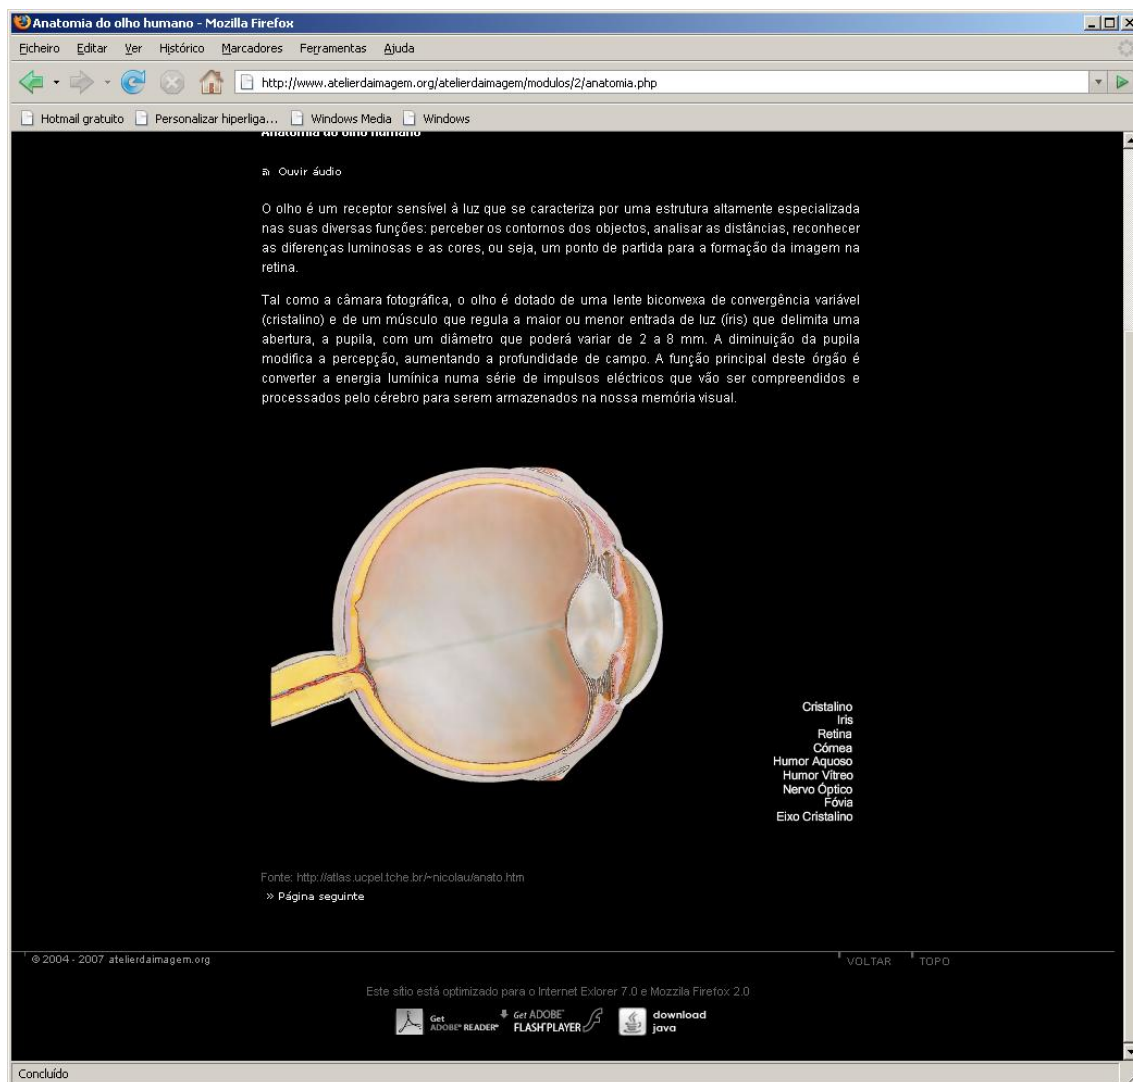 Anatomia do olho humano - Mozilla Firefox
Ficheiro Editar Ver Histórico Marcadores Ferramentas Ajuda
http://www.atelierdaimagem.org/atelierdaimagem/modulos/2/anatomia.php
Hotmail gratuito Personalizar hiperliga... Windows Media Windows
Anatomia do olho humano
Ouvir áudio
O olho é um receptor sensível à luz que se caracteriza por uma estrutura altamente especializada
nas suas diversas funções: perceber os contornos dos objectos, analisar as distâncias, reconhecer
as diferenças luminosas e as cores, ou seja, um ponto de partida para a formação da imagem na
retina.
Tal como a câmara fotográfica, o olho é dotado de uma lente biconvexa de convergência variável
(cristalino) e de um músculo que regula a maior ou menor entrada de luz (íris) que delimita uma
abertura, a pupila, com um diâmetro que poderá variar de 2 a 8 mm. A diminuição da pupila
modifica a percepção, aumentando a profundidade de campo. A função principal deste órgão é
converter a energia lumínica numa série de impulsos eléctricos que vão ser compreendidos e
processados pelo cérebro para serem armazenados na nossa memória visual.
Cristalino
Iris
Retina
Córnea
Humor Aquoso
Humor Vítreo
Nervo Óptico
Fóvia
Eixo Cristalino
Fonte: http://atlas.ucpel.tche.br/~nicolau/anato.htm
» Página seguinte
© 2004 - 2007 atelierdaimagem.org VOLTAR TOPO
Este sítio está optimizado para o Internet Exlorer 7.0 e Mozzila Firefox 2.0
Get ADOBE® READER® Get ADOBE® FLASH® PLAYER download java
Concluído